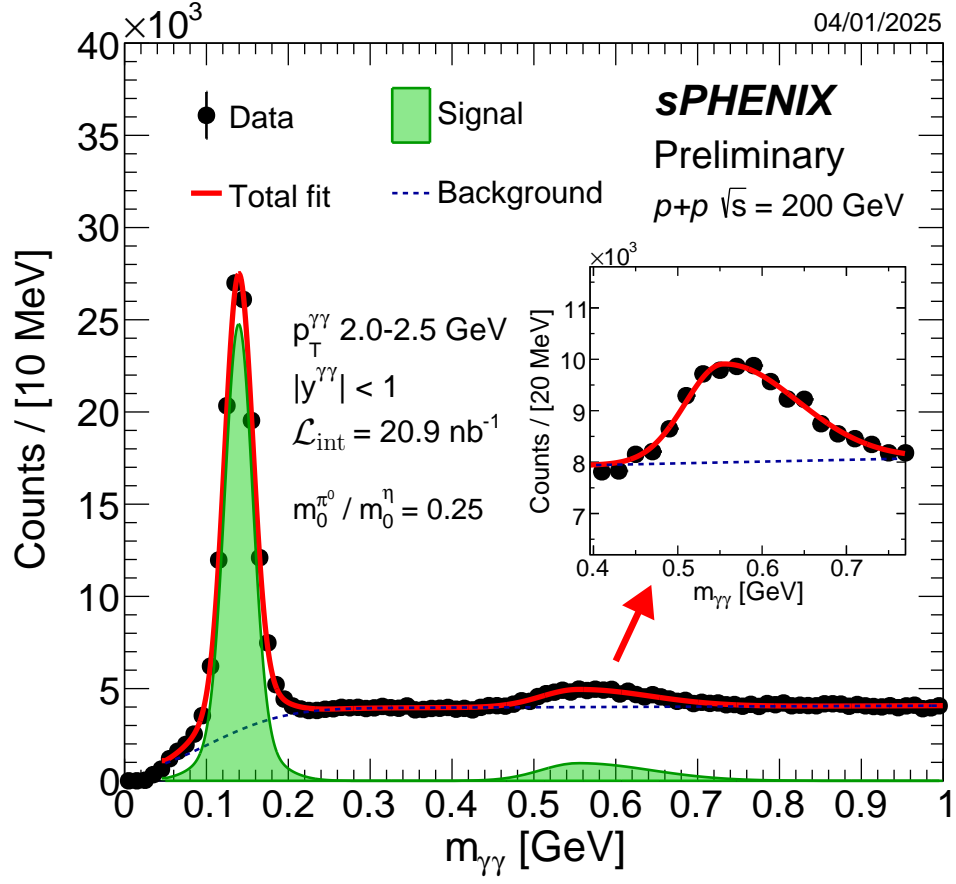 04/01/2025
×10³
40
35
30
25
20
15
10
5
0
Counts / [10 MeV]
Data
Signal
Total fit
Background
sPHENIX
Preliminary
p+p √s = 200 GeV
p_T^γγ 2.0-2.5 GeV
|y^γγ| < 1
ℒ_int = 20.9 nb⁻¹
m_0^π⁰ / m_0^η = 0.25
×10³
11
10
9
8
7
Counts / [20 MeV]
0.4 0.5 0.6 0.7
m_γγ [GeV]
0 0.1 0.2 0.3 0.4 0.5 0.6 0.7 0.8 0.9 1
m_γγ [GeV]